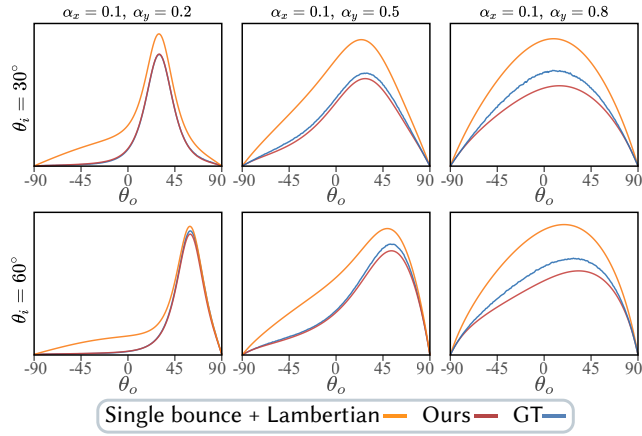 αx = 0.1, αy = 0.2
αx = 0.1, αy = 0.5
αx = 0.1, αy = 0.8
θi = 30°
-90 -45 0 45 90
-90 -45 0 45 90
-90 -45 0 45 90
θo
θo
θo
θi = 60°
-90 -45 0 45 90
-90 -45 0 45 90
-90 -45 0 45 90
θo
θo
θo
Single bounce + Lambertian Ours GT